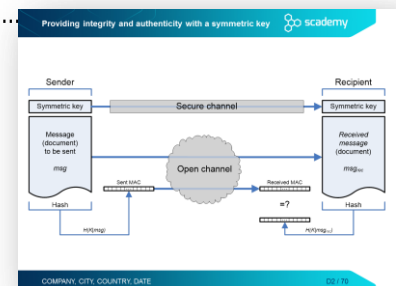 ...
Providing integrity and authenticity with a symmetric key
scademy
Sender
Recipient
Symmetric key
Secure channel
Symmetric key
Message
(document)
to be sent
msg
Received
message
(document)
Open channel
Sent MAC
Received MAC
=?
Hash
Hash
COMPANY, CITY, COUNTRY, DATE
D2 / 70